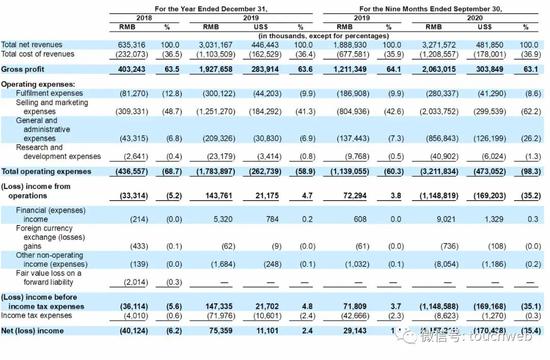 For the Year Ended December 31,   For the Nine Months Ended September 30,
2018   2019   2019   2020
RMB   %   RMB   US$   %   RMB   %   RMB   US$   %
(in thousands, except for percentages)
Total net revenues   635,316   100.0   3,031,167   446,443   100.0   1,888,930   100.0   3,271,572   481,850   100.0
Total cost of revenues   (232,073)   (36.5)   (1,103,509)   (162,529)   (36.4)   (677,581)   (35.9)   (1,208,557)   (178,001)   (36.9)
Gross profit   403,243   63.5   1,927,658   283,914   63.6   1,211,349   64.1   2,063,015   303,849   63.1
Operating expenses:
Fulfilment expenses   (81,270)   (12.8)   (300,122)   (44,203)   (9.9)   (186,908)   (9.9)   (280,337)   (41,290)   (8.6)
Selling and marketing
expenses   (309,331)   (48.7)   (1,251,270)   (184,292)   (41.3)   (804,936)   (42.6)   (2,033,752)   (299,539)   (62.2)
General and
administrative
expenses   (43,315)   (6.8)   (209,326)   (30,830)   (6.9)   (137,443)   (7.3)   (856,843)   (126,199)   (26.2)
Research and
development expenses   (2,641)   (0.4)   (23,179)   (3,414)   (0.8)   (9,768)   (0.5)   (40,902)   (6,024)   (1.3)
Total operating expenses   (436,557)   (68.7)   (1,783,897)   (262,739)   (58.9)   (1,139,055)   (60.3)   (3,211,834)   (473,052)   (98.3)
(Loss) income from
operations   (33,314)   (5.2)   143,761   21,175   4.7   72,294   3.8   (1,148,819)   (169,203)   (35.2)
Financial (expenses)
income   (214)   (0.0)   5,320   784   0.2   608   0.0   9,021   1,329   0.3
Foreign currency
exchange (losses)
gains   (433)   (0.1)   (62)   (9)   (0.0)   (61)   (0.0)   (736)   (108)   (0.0)
Other non-operating
income (expenses)   (139)   (0.0)   (1,684)   (248)   (0.1)   (1,032)   (0.1)   (8,054)   (1,186)   (0.2)
Fair value loss on a
forward liability   (2,014)   (0.3)   —   —   —   —   —   —   —   —
(Loss) income before
income tax expenses   (36,114)   (5.6)   147,335   21,702   4.8   71,809   3.7   (1,148,588)   (169,168)   (35.1)
Income tax expenses   (4,010)   (0.6)   (71,976)   (10,601)   (2.4)   (42,666)   (2.3)   (8,623)   (1,270)   (0.3)
Net (loss) income   (40,124)   (6.2)   75,359   11,101   2.4   29,143   (170,438)   (35.4)
微信号: touchweb